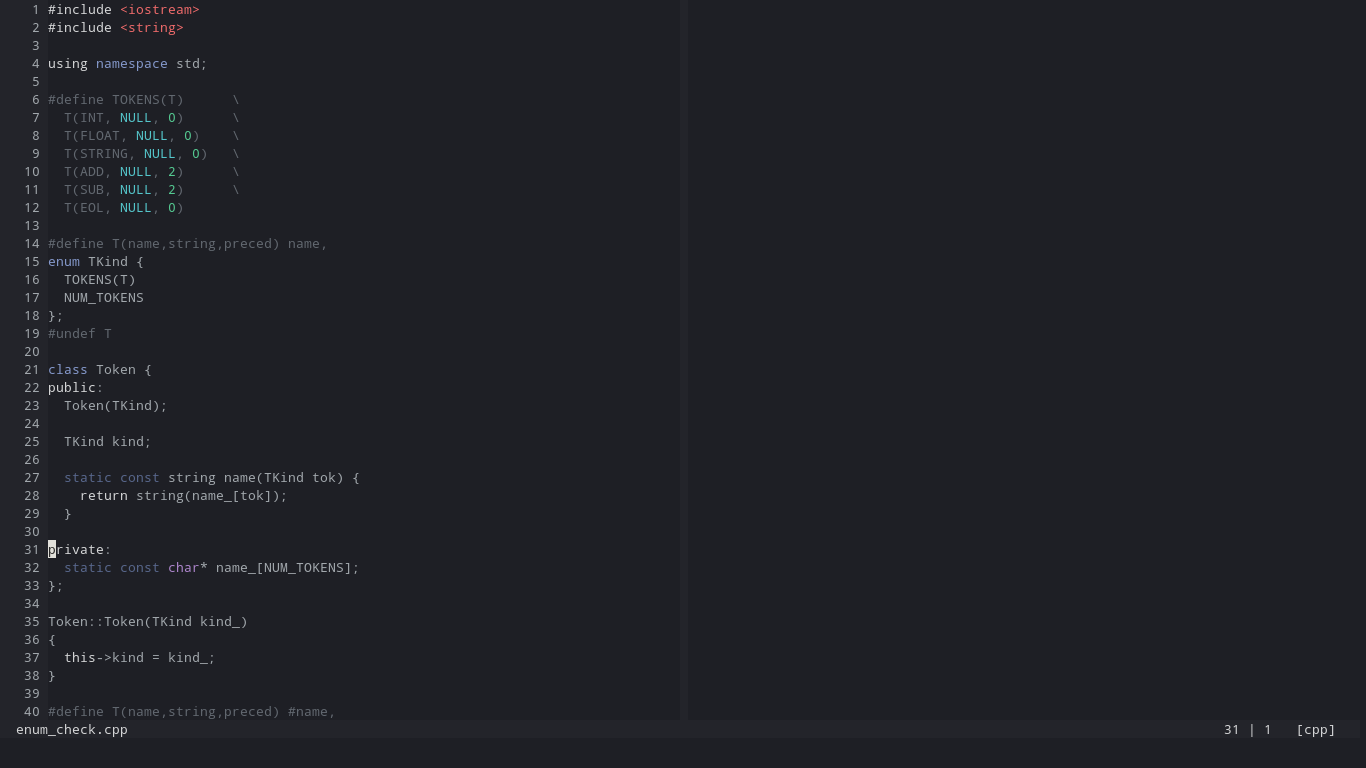 1 #include <iostream>
2 #include <string>
3
4 using namespace std;
5
6 #define TOKENS(T)      \
7   T(INT, NULL, 0)      \
8   T(FLOAT, NULL, 0)    \
9   T(STRING, NULL, 0)   \
10   T(ADD, NULL, 2)      \
11   T(SUB, NULL, 2)      \
12   T(EOL, NULL, 0)
13
14 #define T(name,string,preced) name,
15 enum TKind {
16   TOKENS(T)
17   NUM_TOKENS
18 };
19 #undef T
20
21 class Token {
22 public:
23   Token(TKind);
24
25   TKind kind;
26
27   static const string name(TKind tok) {
28     return string(name_[tok]);
29   }
30
31 private:
32   static const char* name_[NUM_TOKENS];
33 };
34
35 Token::Token(TKind kind_)
36 {
37   this->kind = kind_;
38 }
39
40 #define T(name,string,preced) #name,
enum_check.cpp 31 | 1 [cpp]